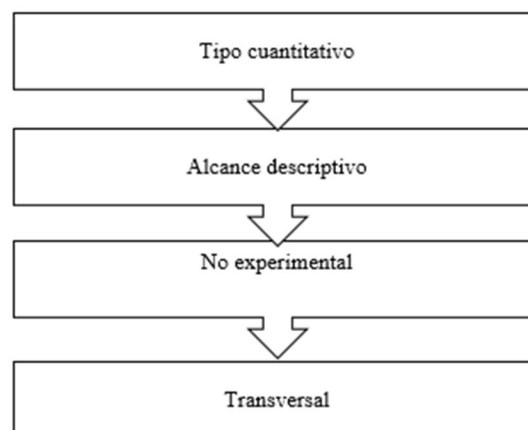 Tipo cuantitativo
Alcance descriptivo
No experimental
Transversal